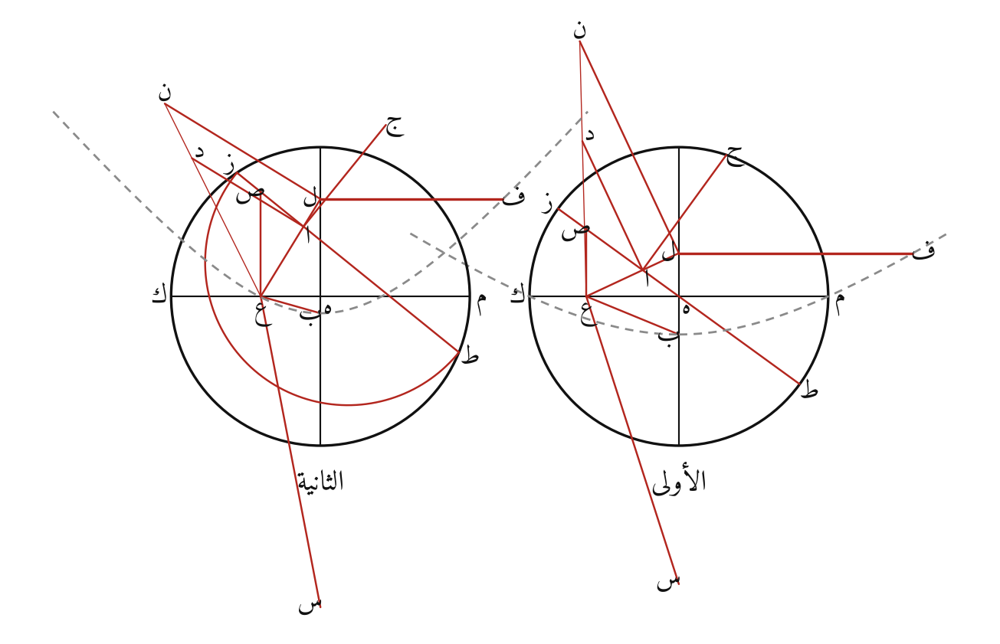 ن
د
ح
ز
ص
ل
ف
ا
ك
ع
ه
م
ب
ط
الأولى
س
ن
د
ز
ج
ص
ل
ف
ا
ك
ع
ب
ه
م
ط
الثانية
س